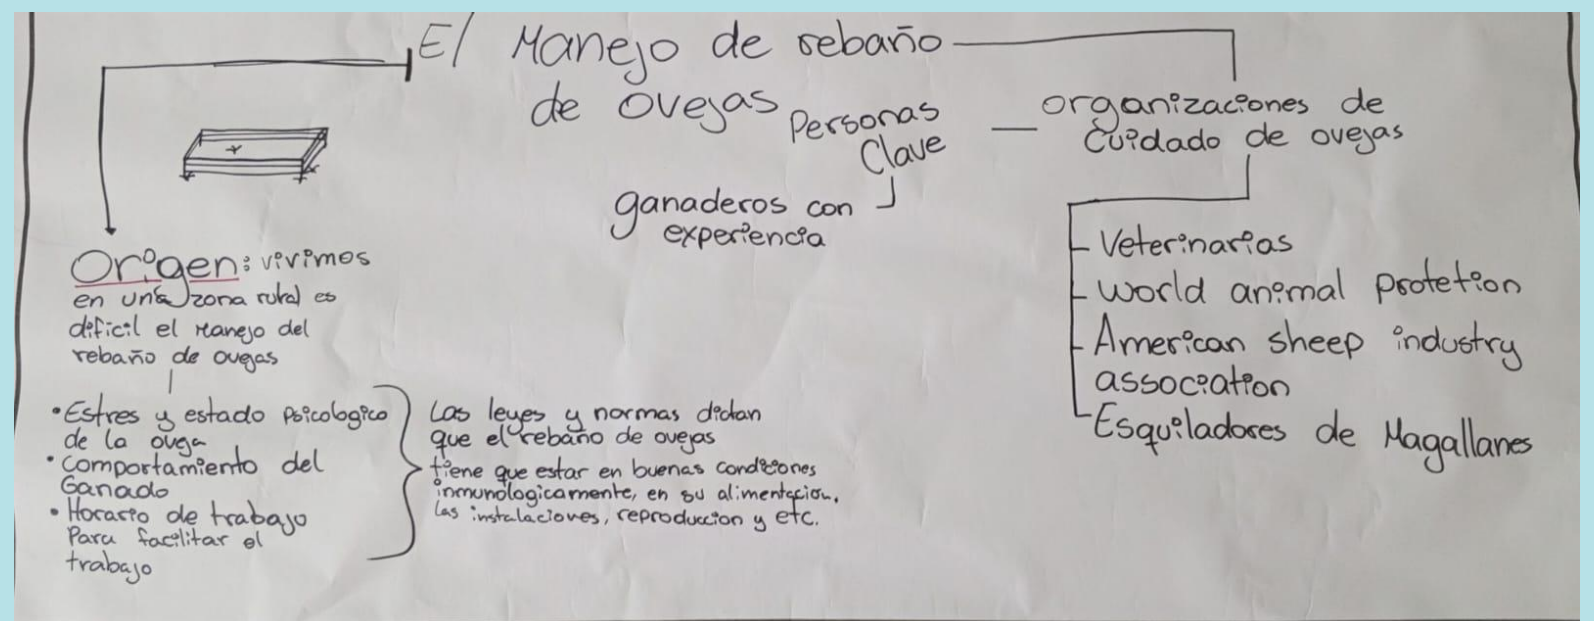 El Manejo de rebaño
de ovejas
Personas
Clave
ganaderos con
experiencia
organizaciones de
Cuidado de ovejas
- Veterinarias
- World animal protetion
- American sheep industry
association
- Esquiladores de Magallanes
Origen: vivimos
en una zona rural es
dificil el manejo del
rebaño de ovegas
• Estres y estado psicologico
de la ovega
• comportamiento del
Ganado
• Horario de trabajo
Para facilitar el
trabajo
Las leyes y normas dictan
que el rebaño de ovejas
tiene que estar en buenas condiciones
inmunologicamente, en su alimentacion.
Las instalaciones, reproduccion y etc.